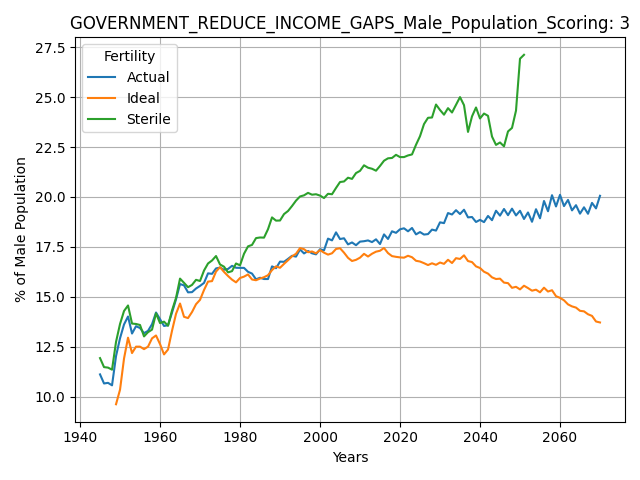 GOVERNMENT_REDUCE_INCOME_GAPS_Male_Population_Scoring: 3
27.5
25.0
22.5
20.0
17.5
15.0
12.5
10.0
% of Male Population
Fertility
Actual
Ideal
Sterile
1940 1960 1980 2000 2020 2040 2060
Years